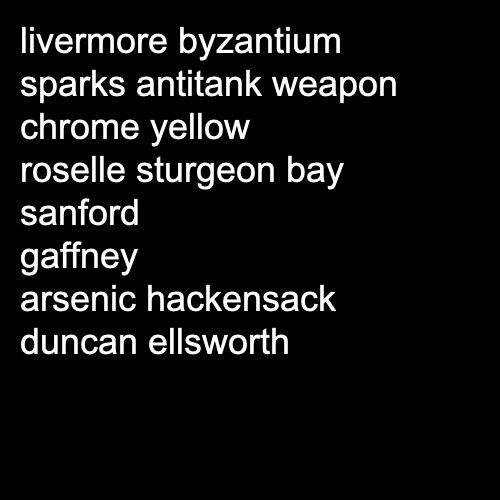 livermore byzantium
sparks antitank weapon
chrome yellow
roselle sturgeon bay
sanford
gaffney
arsenic hackensack
duncan ellsworth